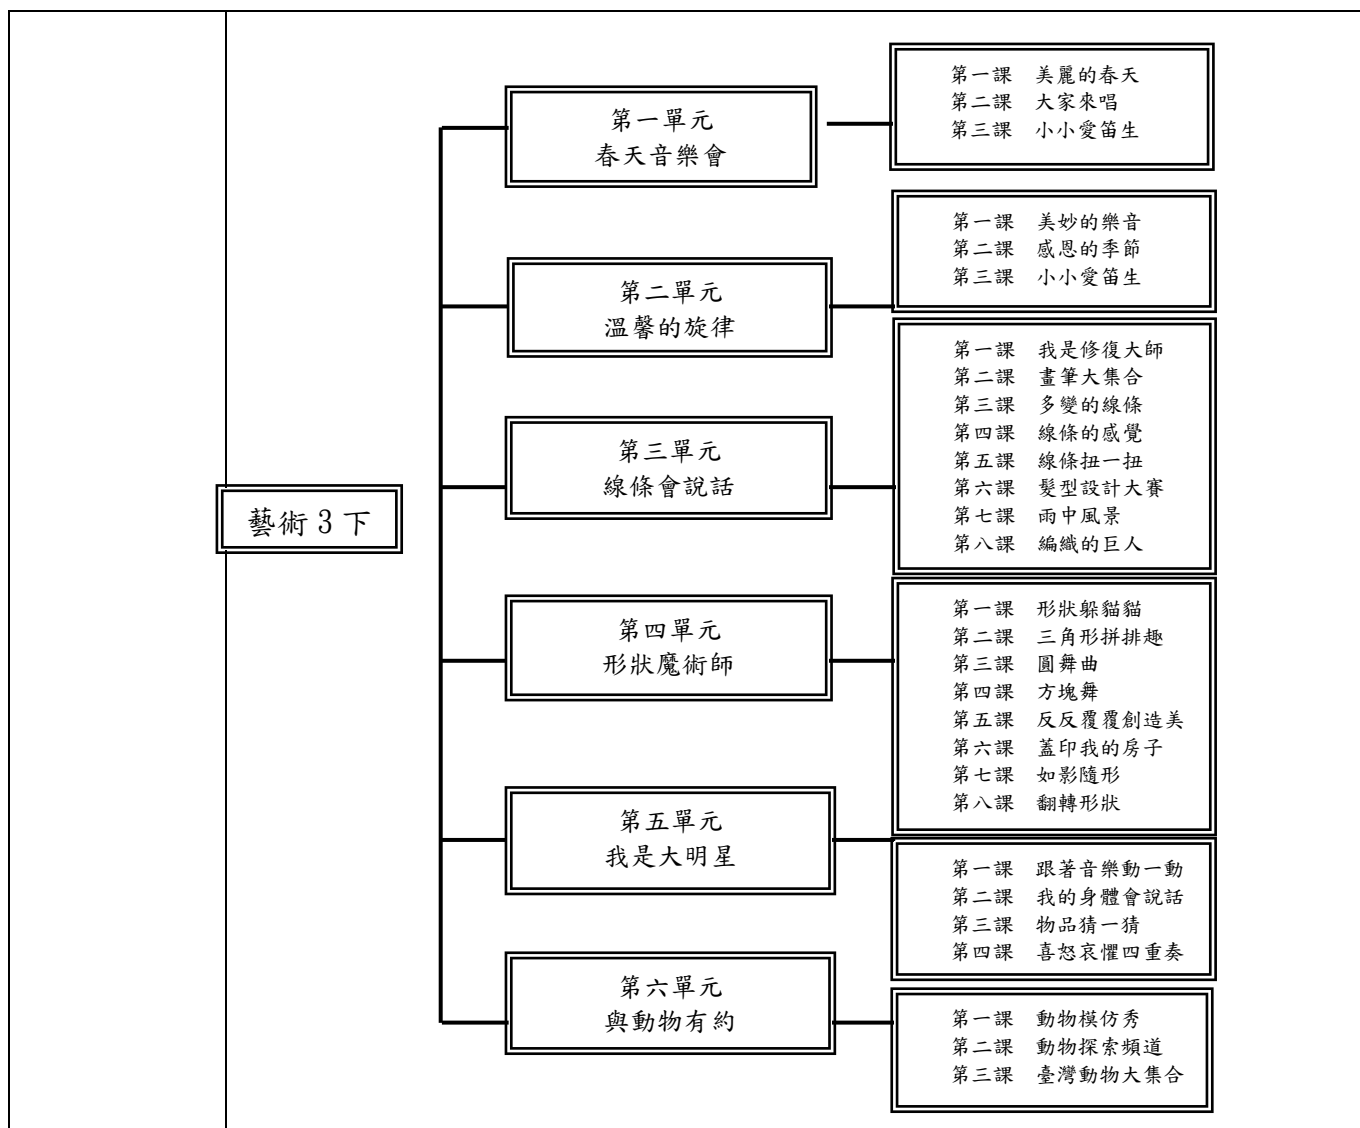 藝術 3 下
第一單元
春天音樂會
第一課 美麗的春天
第二課 大家來唱
第三課 小小愛笛生
第二單元
溫馨的旋律
第一課 美妙的樂音
第二課 感恩的季節
第三課 小小愛笛生
第三單元
線條會說話
第一課 我是修復大師
第二課 畫筆大集合
第三課 多變的線條
第四課 線條的感覺
第五課 線條扭一扭
第六課 髮型設計大賽
第七課 雨中風景
第八課 編織的巨人
第四單元
形狀魔術師
第一課 形狀躲貓貓
第二課 三角形拼排趣
第三課 圓舞曲
第四課 方塊舞
第五課 反反覆覆創造美
第六課 蓋印我的房子
第七課 如影隨形
第八課 翻轉形狀
第五單元
我是大明星
第一課 跟著音樂動一動
第二課 我的身體會說話
第三課 物品猜一猜
第四課 喜怒哀懼四重奏
第六單元
與動物有約
第一課 動物模仿秀
第二課 動物探索頻道
第三課 臺灣動物大集合